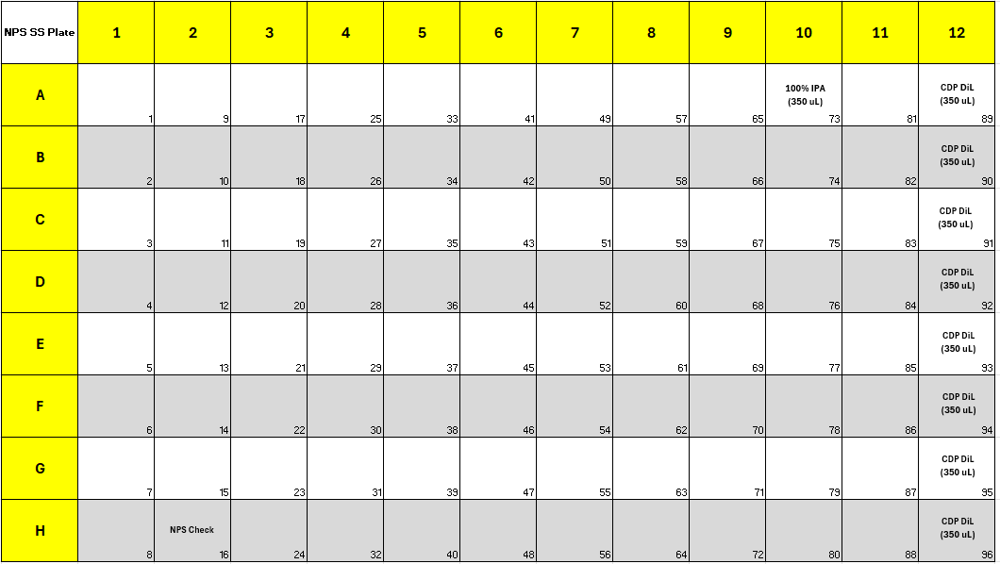 NPS SS Plate 1 2 3 4 5 6 7 8 9 10 11 12
A
100% IPA
(350 uL)
CDP DiL
(350 uL)
1 9 17 25 33 41 49 57 65 73 81 89
B
CDP DiL
(350 uL)
2 10 18 26 34 42 50 58 66 74 82 90
C
CDP DiL
(350 uL)
3 11 19 27 35 43 51 59 67 75 83 91
D
CDP DiL
(350 uL)
4 12 20 28 36 44 52 60 68 76 84 92
E
CDP DiL
(350 uL)
5 13 21 29 37 45 53 61 69 77 85 93
F
CDP DiL
(350 uL)
6 14 22 30 38 46 54 62 70 78 86 94
G
CDP DiL
(350 uL)
7 15 23 31 39 47 55 63 71 79 87 95
H
NPS Check
CDP DiL
(350 uL)
8 16 24 32 40 48 56 64 72 80 88 96